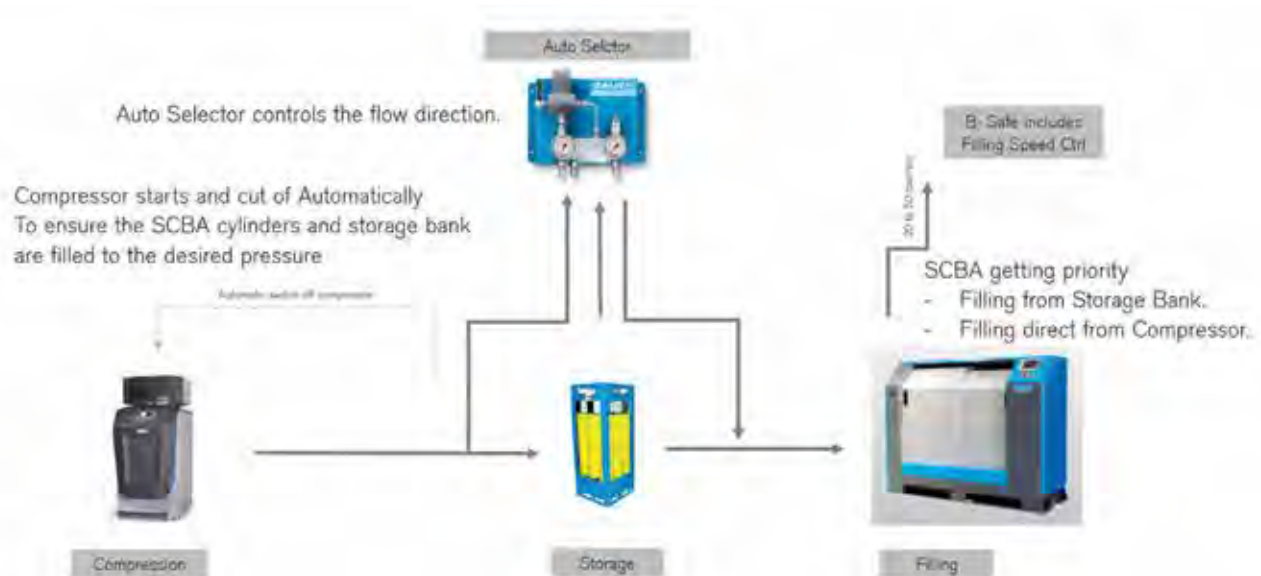 Auto Selctor
BAUER
Auto Selector controls the flow direction.
B-Safe includes
Filling Speed Ctrl
Compressor starts and cut of Automatically
To ensure the SCBA cylinders and storage bank
are filled to the desired pressure
SCBA getting priority
- Filling from Storage Bank.
- Filling direct from Compressor.
Automatic switch off compressor
Compression
Storage
Filling